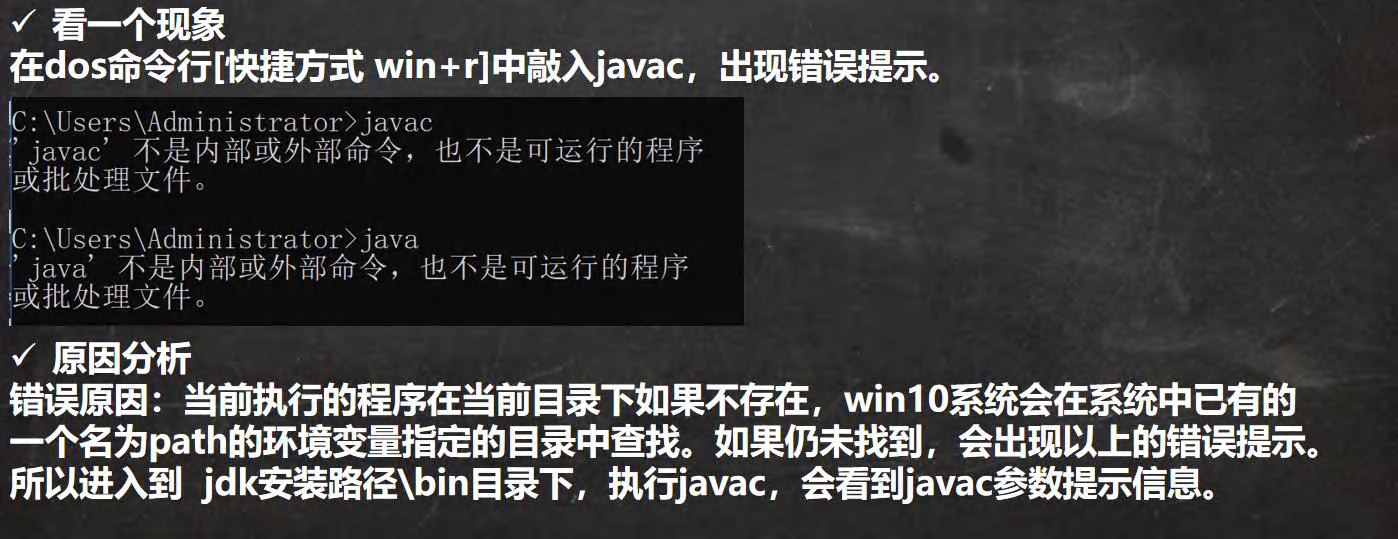 ✓ 看一个现象
在dos命令行[快捷方式 win+r]中敲入javac，出现错误提示。
C:\Users\Administrator>javac
'javac' 不是内部或外部命令，也不是可运行的程序
或批处理文件。
C:\Users\Administrator>java
'java' 不是内部或外部命令，也不是可运行的程序
或批处理文件。
✓ 原因分析
错误原因：当前执行的程序在当前目录下如果不存在，win10系统会在系统中已有的
一个名为path的环境变量指定的目录中查找。如果仍未找到，会出现以上的错误提示。
所以进入到 jdk安装路径\bin目录下，执行javac，会看到javac参数提示信息。